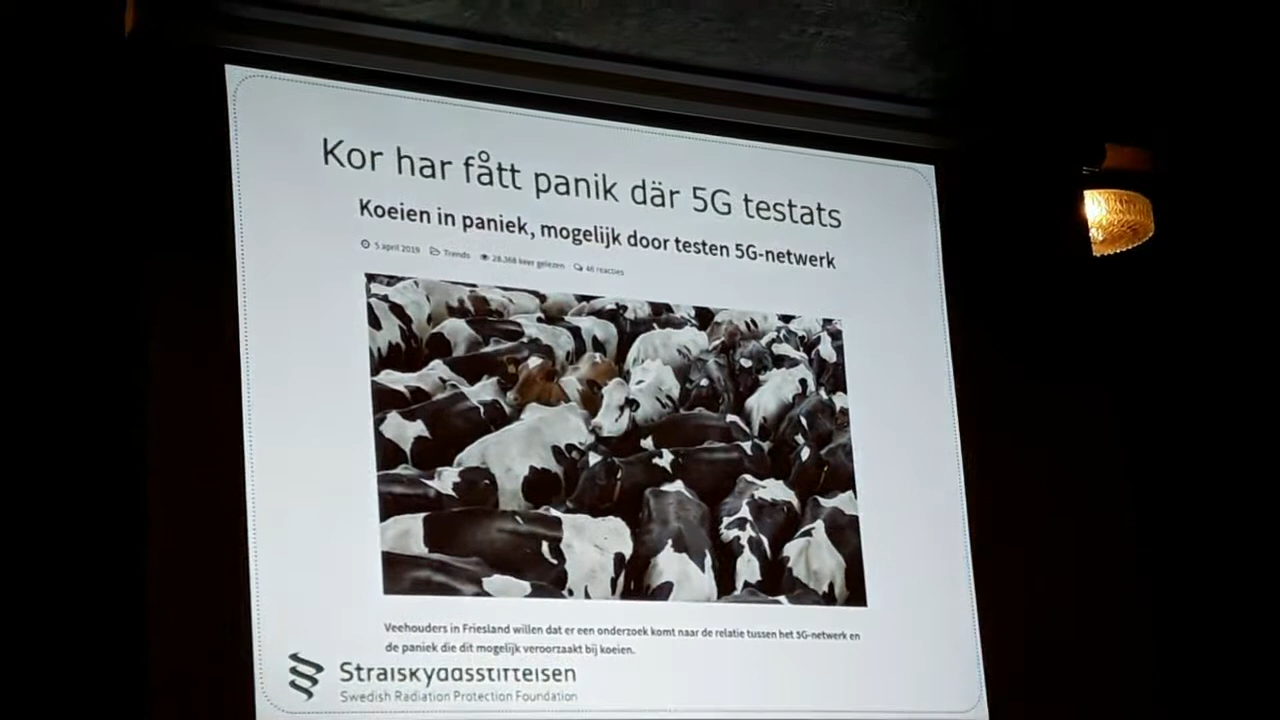 Kor har fått panik där 5G testats
Koeien in paniek, mogelijk door testen 5G-netwerk
5 april 2019 Trends 28.368 keer gelezen 46 reacties
Veehouders in Friesland willen dat er een onderzoek komt naar de relatie tussen het 5G-netwerk en
de paniek die dit mogelijk veroorzaakt bij koeien.
Strålskyddsstiftelsen
Swedish Radiation Protection Foundation